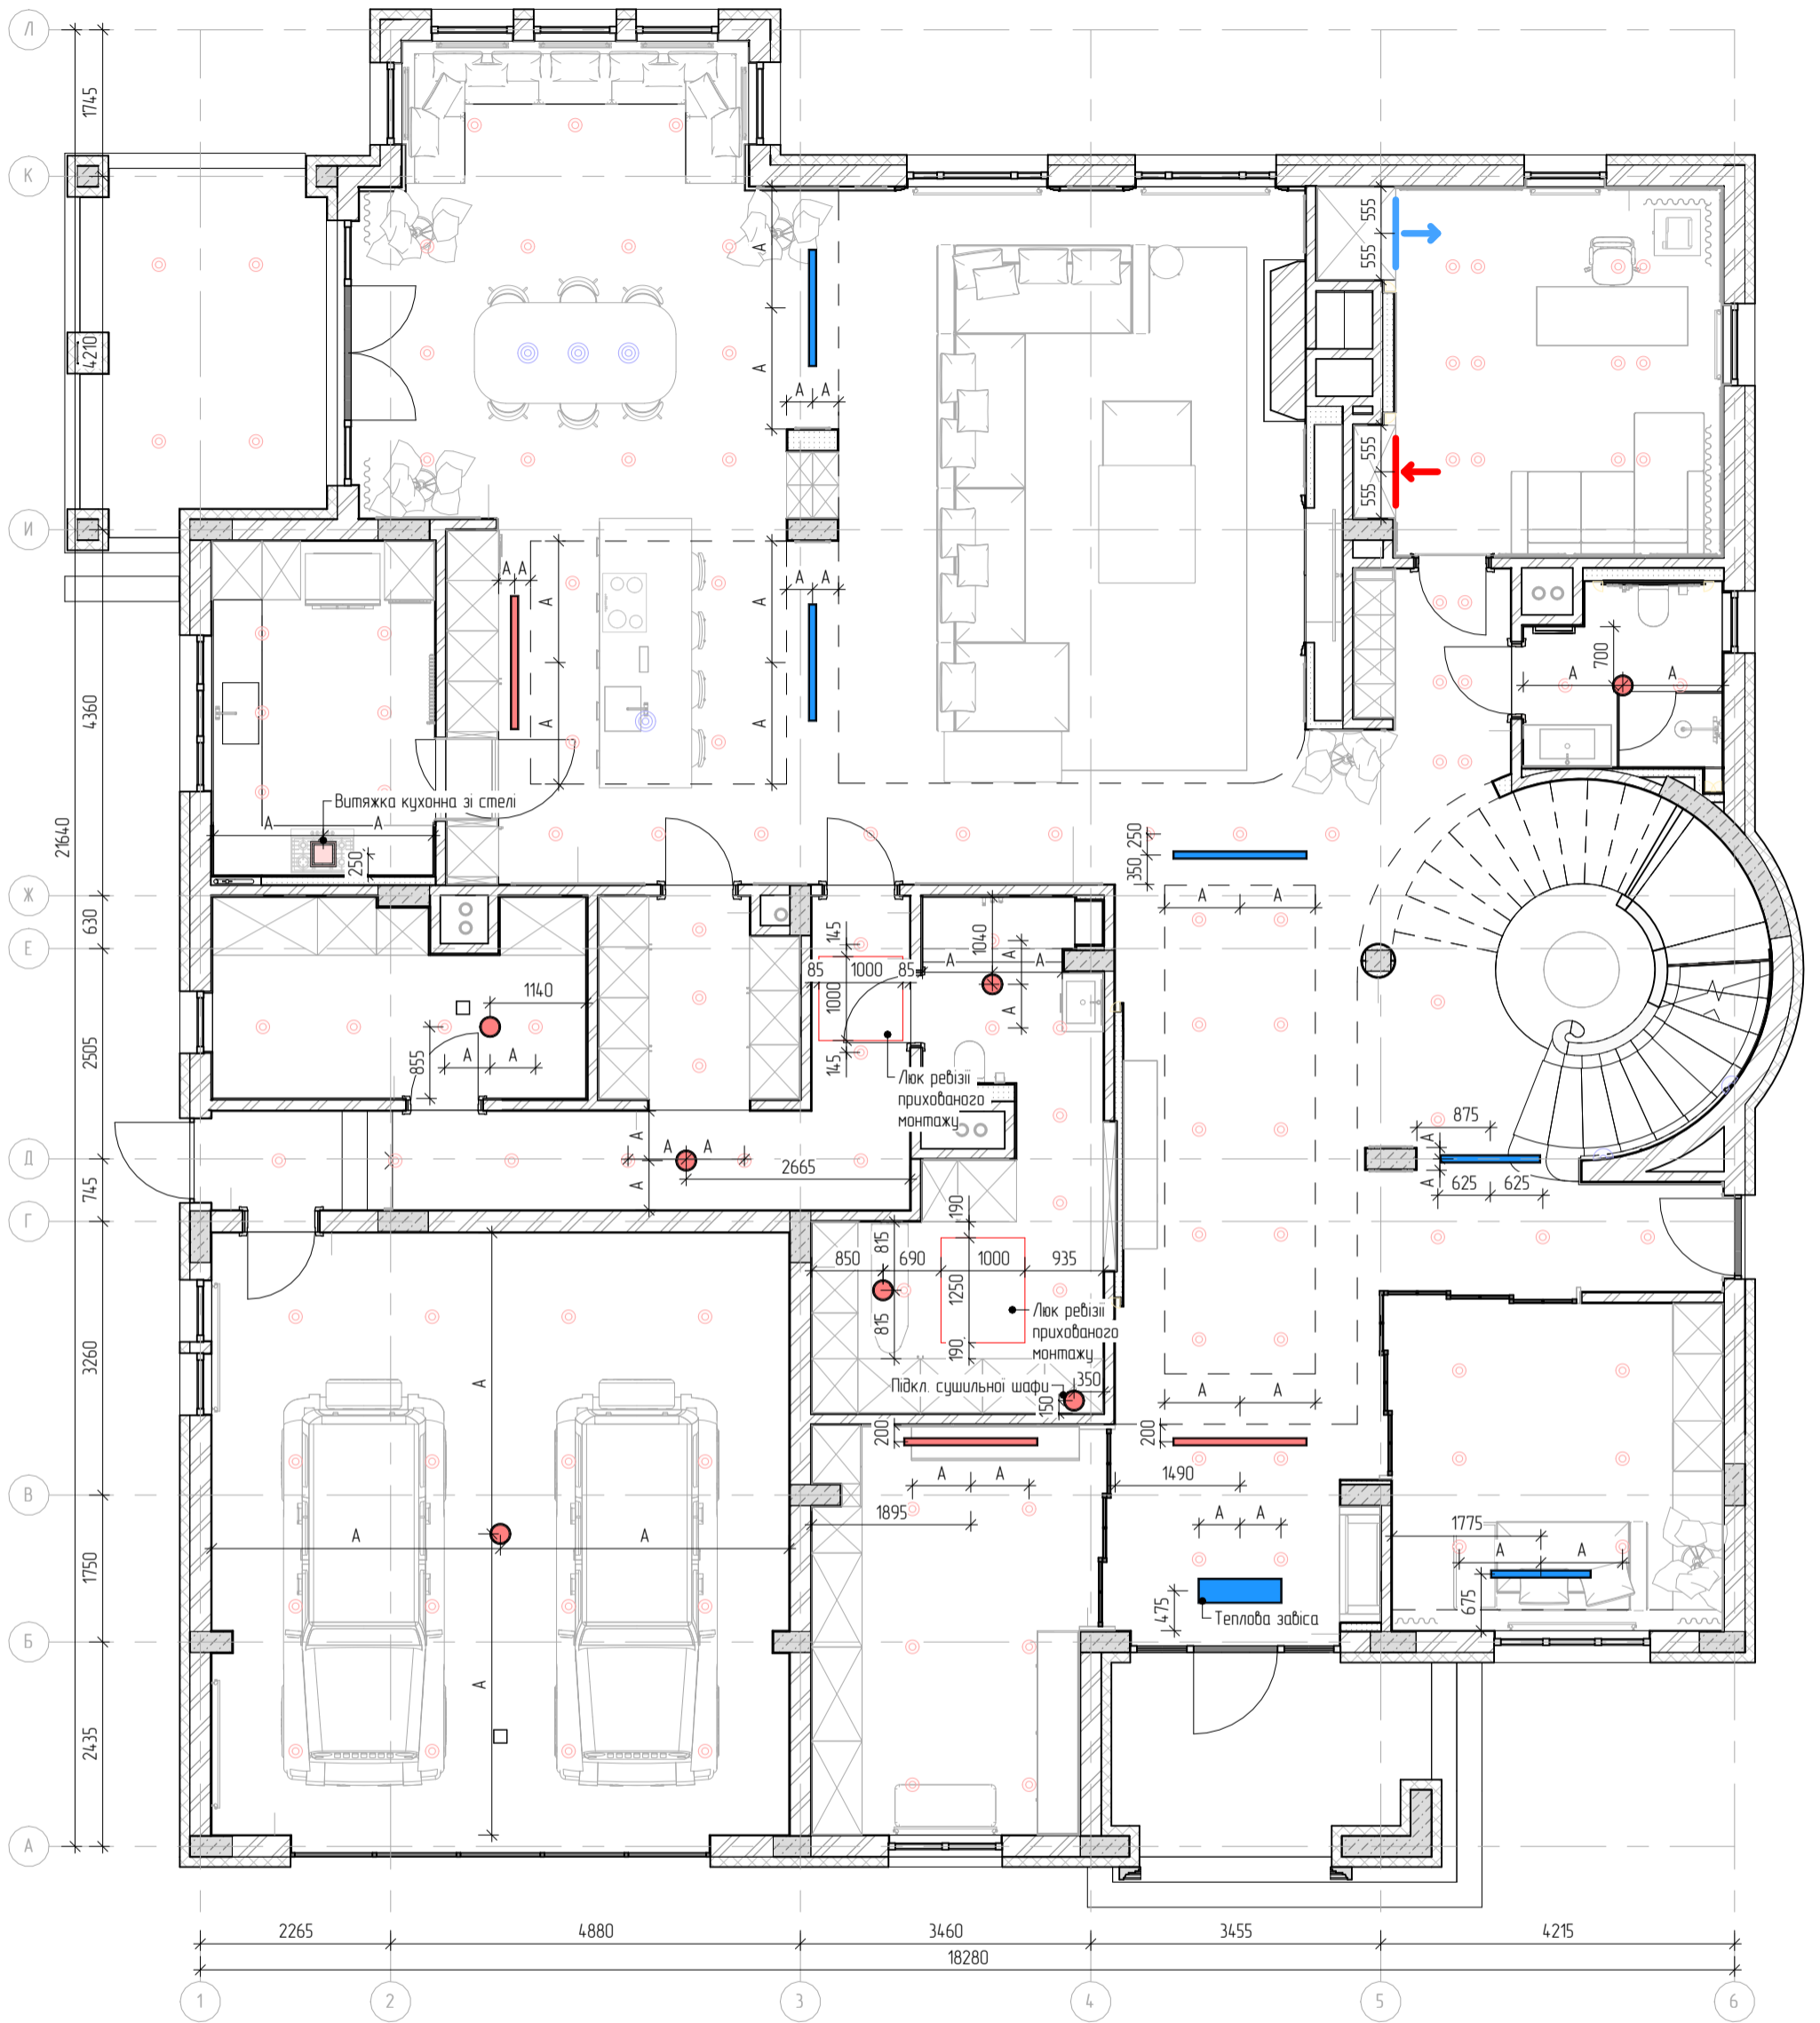 Л
1745
К
555
555
А
4210
А
А А
555
555
И
А А
А
А А
А
700
А А
4360
А
А
Витяжка кухонна зі стелі
А А
250
21640
250
350
Ж
А А
630
Е
145
1040
А
А
85 1000 85
1000
1140
А
2505
855
А А
145
Люк ревізії
прихованого
монтажу
875
А
А А
А
Д
2665
А
625 625
А
745
190
Г
815
850 690 1000 935
1250
815
Люк ревізії
прихованого
монтажу
190
3260
А
Підкл. сушильної шафи
350
150
А А
200
200
1490
А А
В
1895
А А
1775
А А
А А
1750
475
675
Теплова завіса
Б
А
2435
А
2265 4880 3460 3455 4215
18280
1 2 3 4 5 6